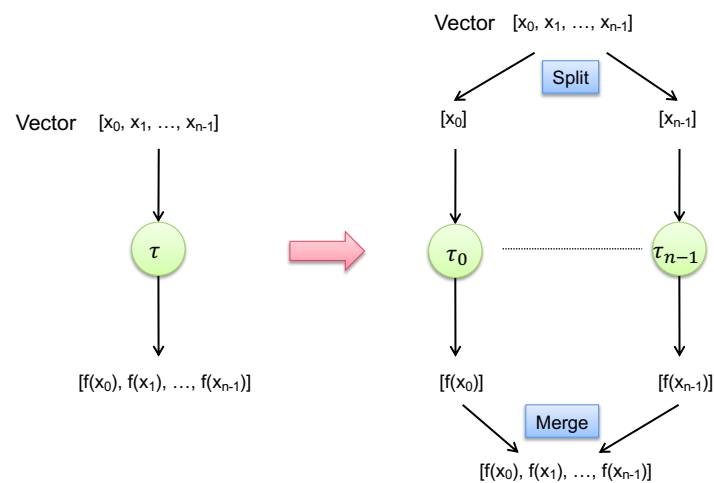 Vector [x₀, x₁, …, xₙ₋₁]
τ
[f(x₀), f(x₁), …, f(xₙ₋₁)]
Vector [x₀, x₁, …, xₙ₋₁]
Split
[x₀] [xₙ₋₁]
τ₀ τₙ₋₁
[f(x₀)] [f(xₙ₋₁)]
Merge
[f(x₀), f(x₁), …, f(xₙ₋₁)]